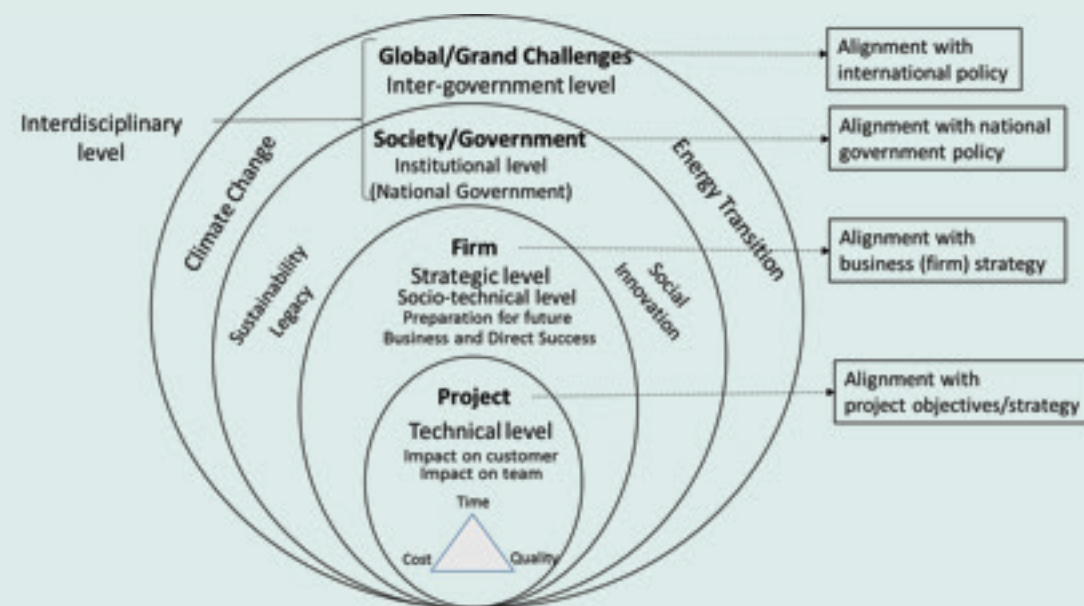 Global/Grand Challenges
Inter-government level
Alignment with
international policy
Interdisciplinary
level
Society/Government
Institutional level
(National Government)
Alignment with national
government policy
Climate Change
Energy Transition
Sustainability
Legacy
Social
Innovation
Firm
Strategic level
Socio-technical level
Preparation for future
Business and Direct Success
Alignment with
business (firm) strategy
Project
Technical level
Impact on customer
Impact on team
Time
Cost
Quality
Alignment with
project objectives/strategy